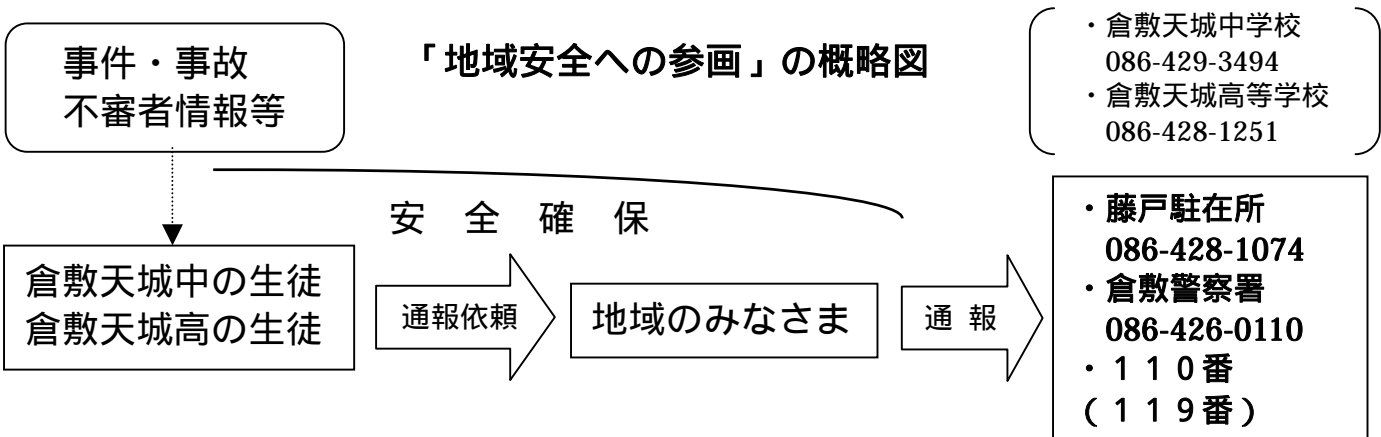 事件・事故
不審者情報等
「地域安全への参画」の概略図
・倉敷天城中学校
086-429-3494
・倉敷天城高等学校
086-428-1251
安全確保
倉敷天城中の生徒
倉敷天城高の生徒
通報依頼
地域のみなさま
通報
・藤戸駐在所
086-428-1074
・倉敷警察署
086-426-0110
・１１０番
(１１９番)